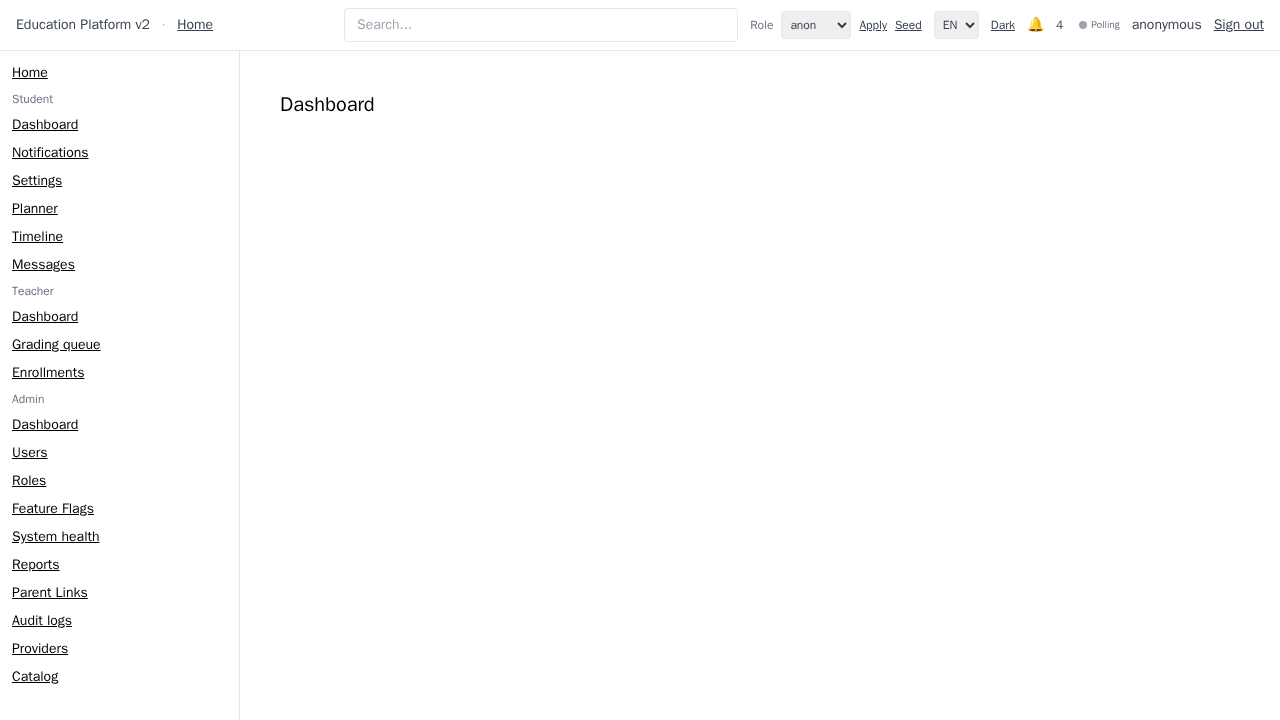 Education Platform v2 · Home
Search...
Role anon Apply Seed EN Dark 🔔 4 Polling anonymous Sign out
Home
Student
Dashboard
Notifications
Settings
Planner
Timeline
Messages
Teacher
Dashboard
Grading queue
Enrollments
Admin
Dashboard
Users
Roles
Feature Flags
System health
Reports
Parent Links
Audit logs
Providers
Catalog
Dashboard